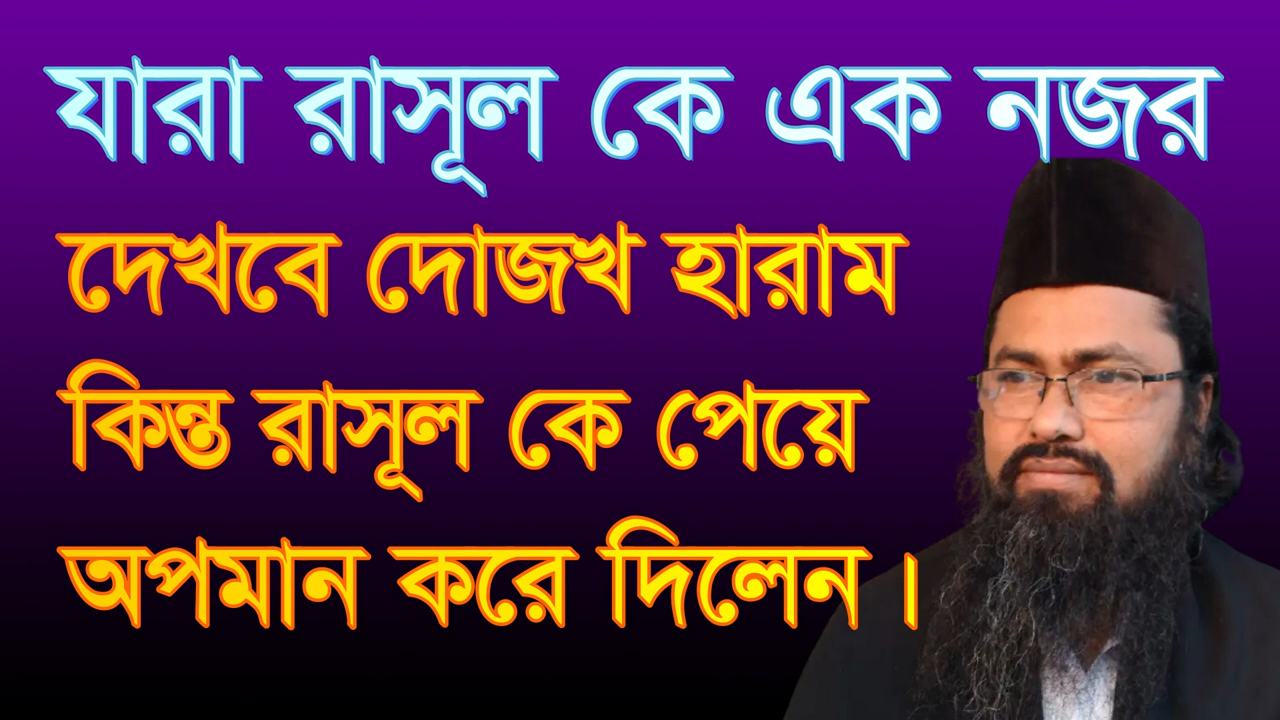 যারা রাসূল কে এক নজর
দেখবে দোজখ হারাম
কিন্ত রাসূল কে পেয়ে
অপমান করে দিলেন ।